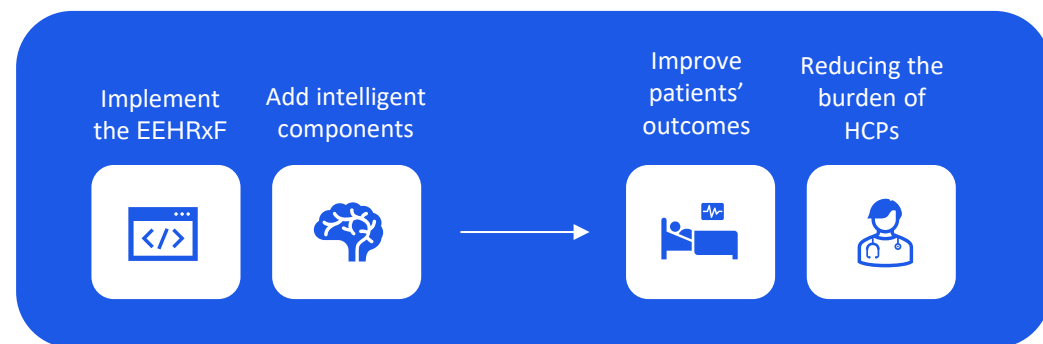 Implement
the EEHRxF
Add intelligent
components
Improve
patients’
outcomes
Reducing the
burden of
HCPs